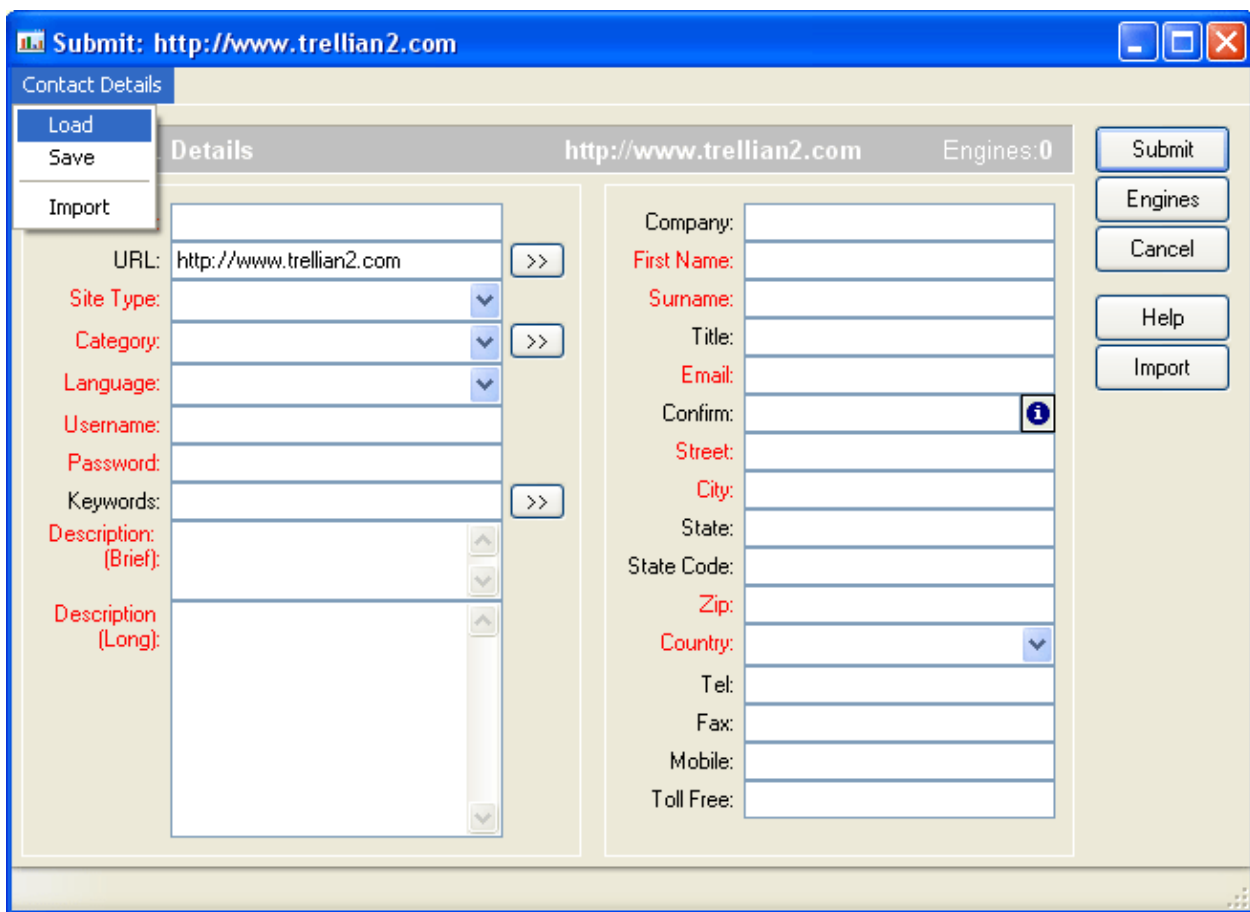 Submit: http://www.trellian2.com
Contact Details
Load
Save
Import
Details http://www.trellian2.com Engines:0
URL: http://www.trellian2.com >>
Site Type:
Category: >>
Language:
Username:
Password:
Keywords: >>
Description:
(Brief):
Description
(Long):
Company:
First Name:
Surname:
Title:
Email:
Confirm:
Street:
City:
State:
State Code:
Zip:
Country:
Tel:
Fax:
Mobile:
Toll Free:
Submit
Engines
Cancel
Help
Import